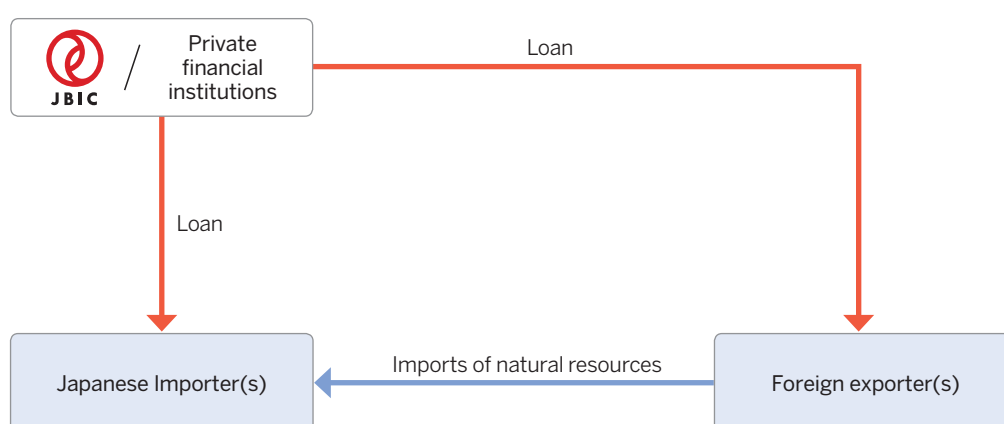 Private
financial
institutions
/
JBIC
Loan
Loan
Imports of natural resources
Japanese Importer(s)
Foreign exporter(s)